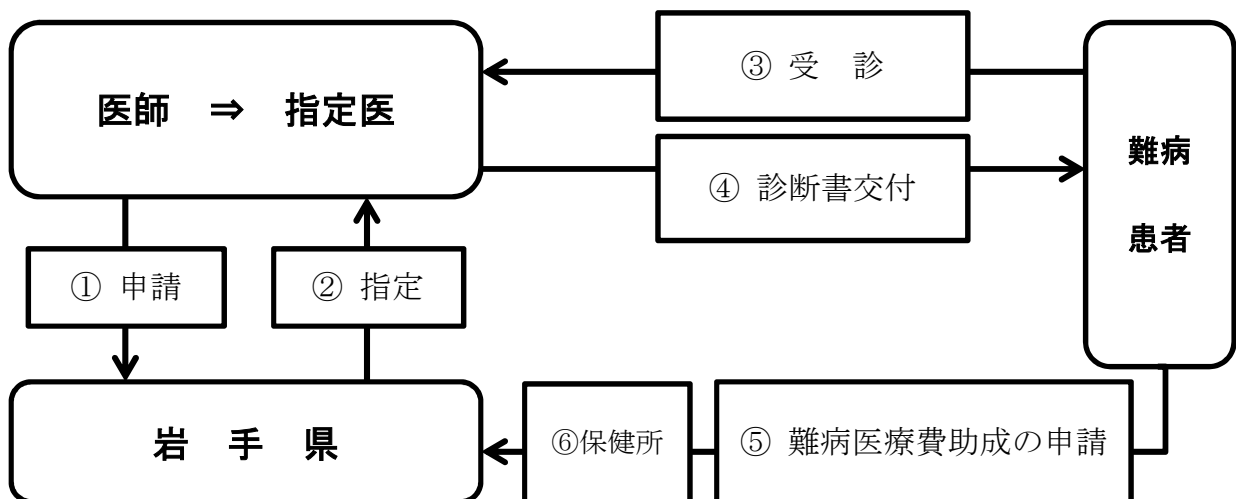 ③ 受　診
医師　⇒　指定医
④ 診断書交付
難病
患者
① 申請
② 指定
岩　手　県
⑥保健所
⑤ 難病医療費助成の申請